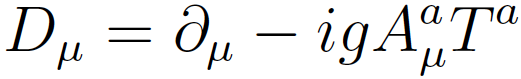 D_μ = ∂_μ − igA^a_μ T^a